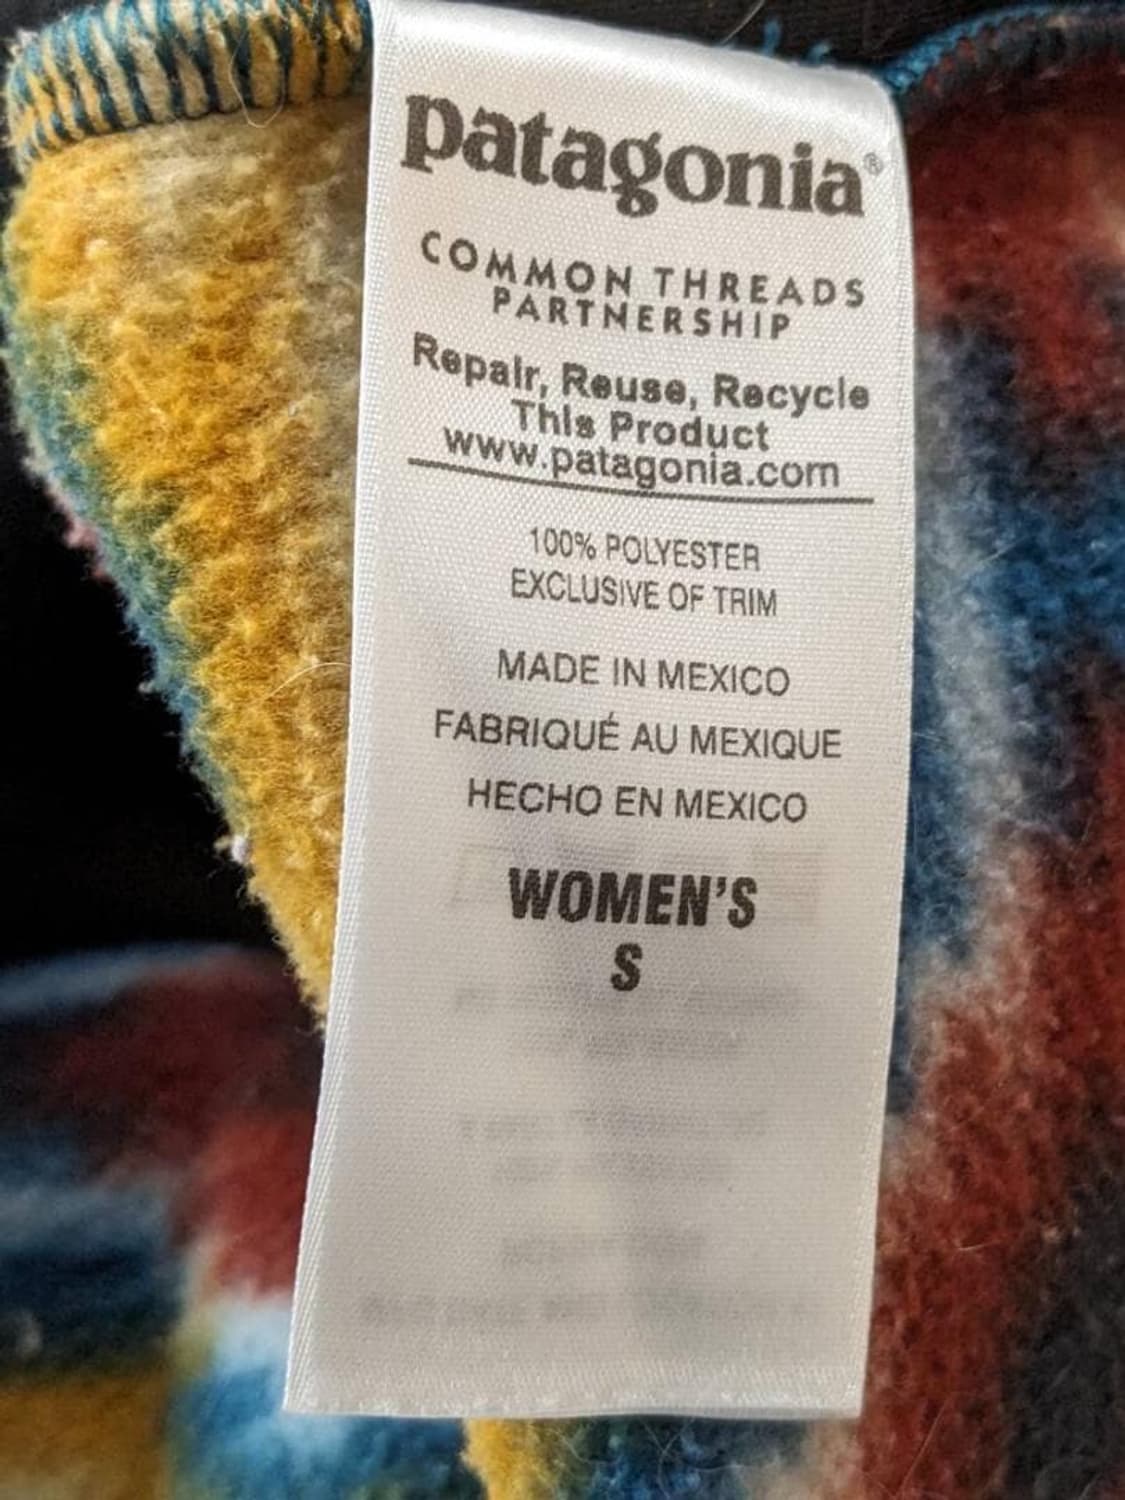 patagonia®
COMMON THREADS
PARTNERSHIP
Repair, Reuse, Recycle
This Product
www.patagonia.com
100% POLYESTER
EXCLUSIVE OF TRIM
MADE IN MEXICO
FABRIQUÉ AU MEXIQUE
HECHO EN MEXICO
WOMEN'S
S